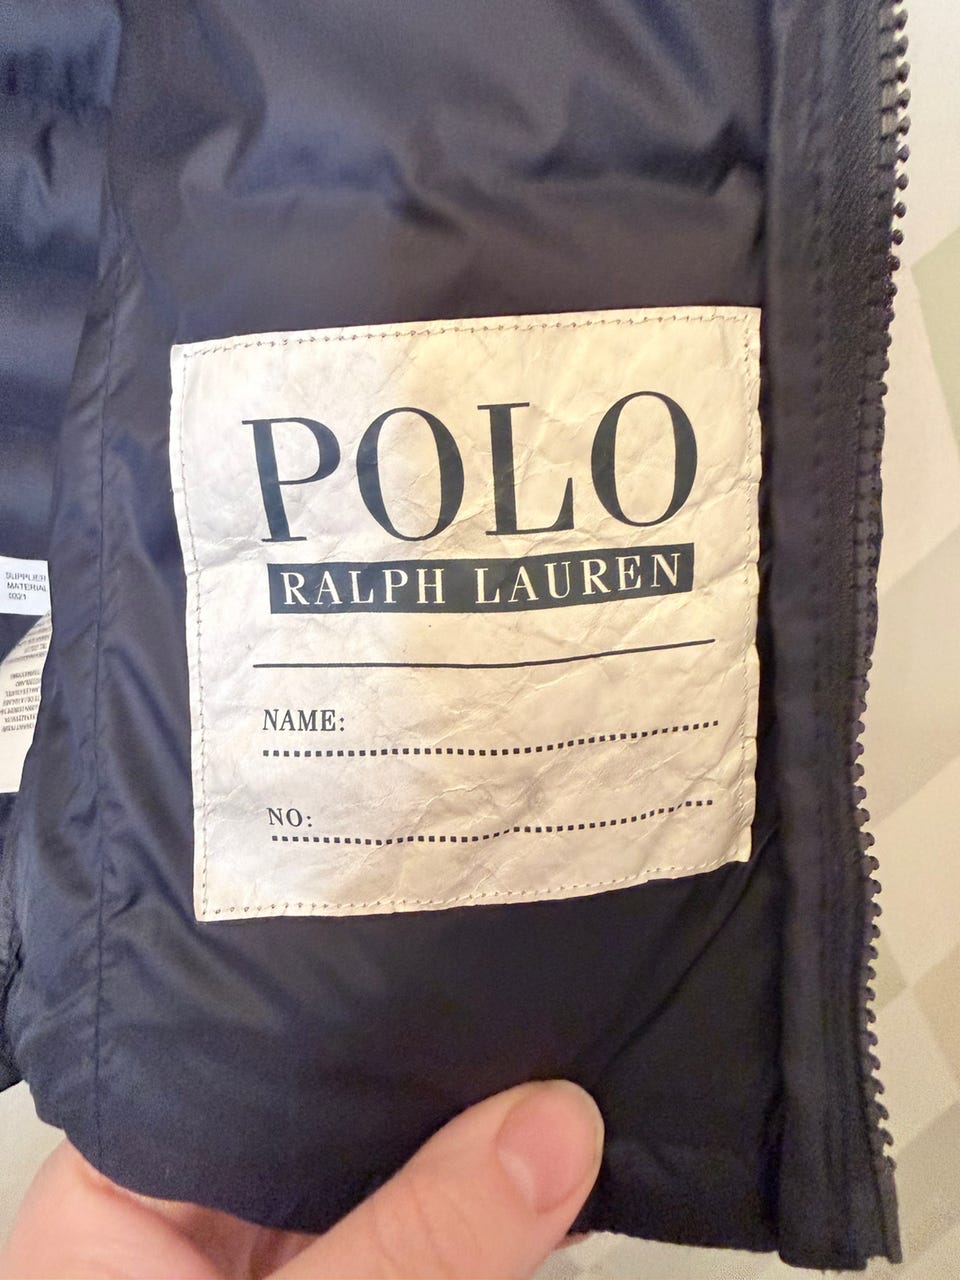 POLO
RALPH LAUREN
NAME:
NO:
SUPPLIER
MATERIAL
0021